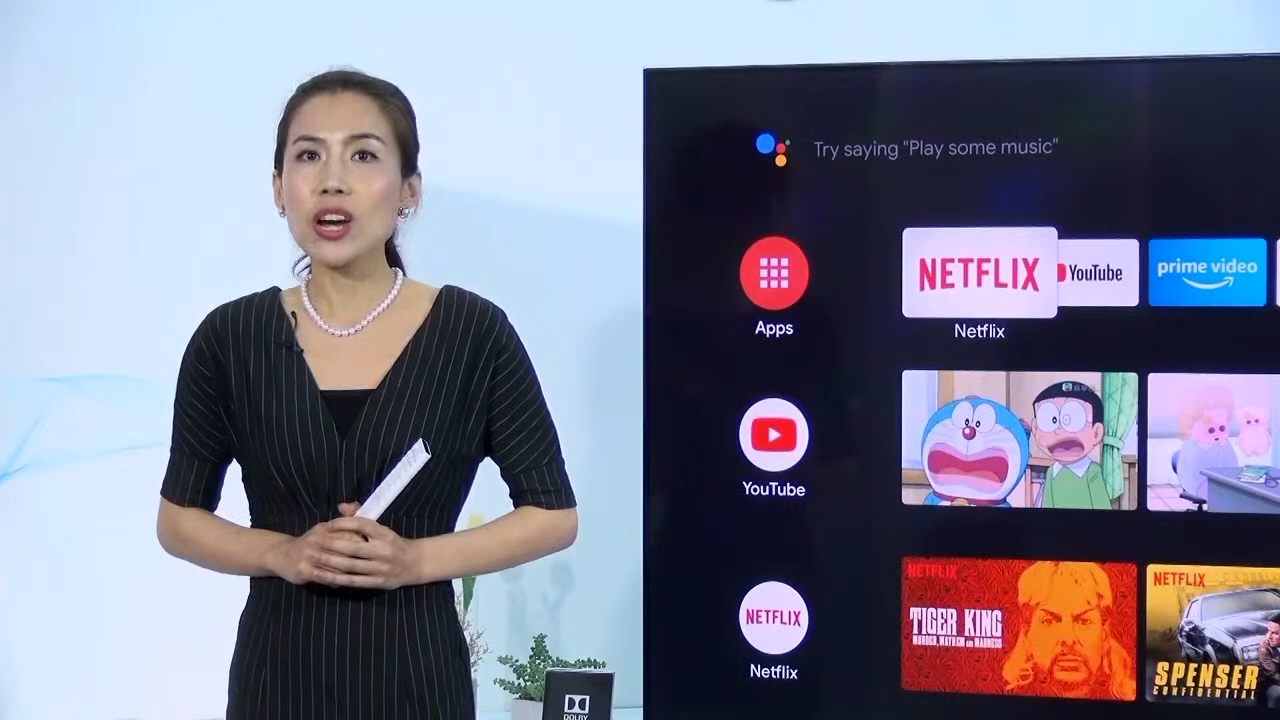 Try saying "Play some music"
NETFLIX
YouTube
prime video
Apps
Netflix
YouTube
NETFLIX
TIGER KING
MURDER, MAYHEM AND MADNESS
NETFLIX
SPENSER
CONFIDENTIAL
NETFLIX
Netflix
DOLBY